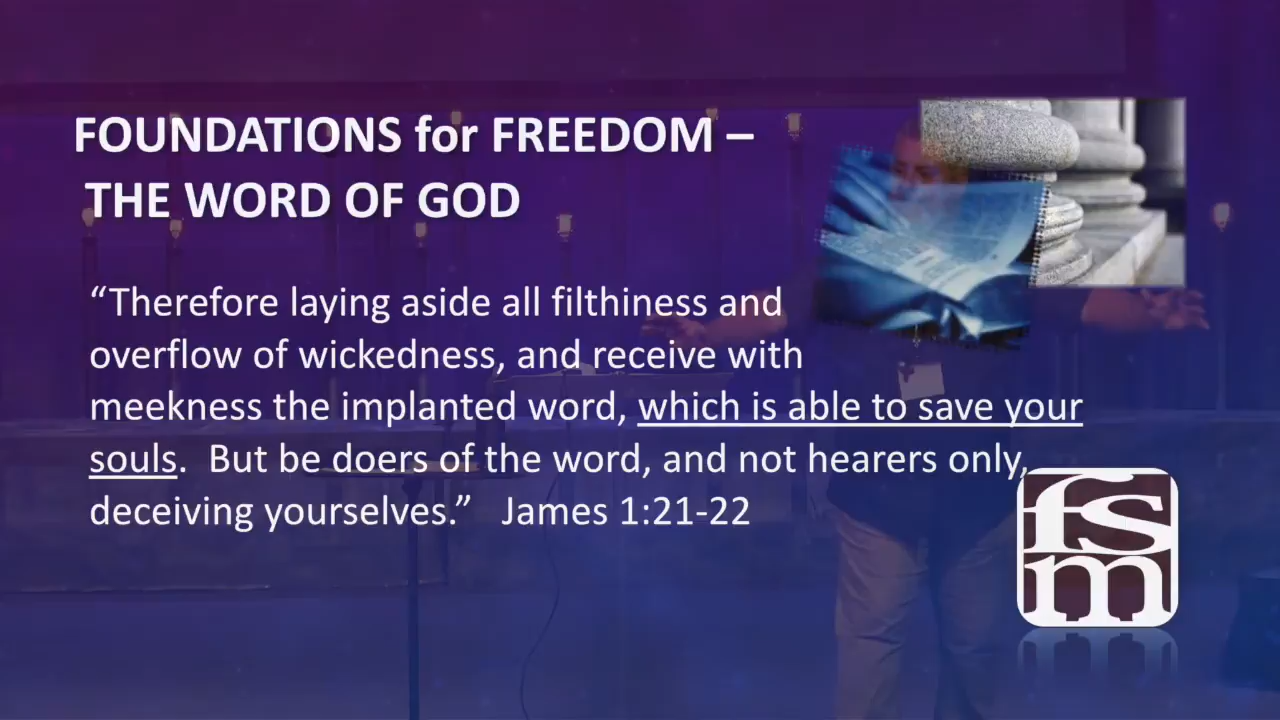 FOUNDATIONS for FREEDOM –
THE WORD OF GOD
“Therefore laying aside all filthiness and
overflow of wickedness, and receive with
meekness the implanted word, which is able to save your
souls.  But be doers of the word, and not hearers only,
deceiving yourselves.”   James 1:21-22
fs
m